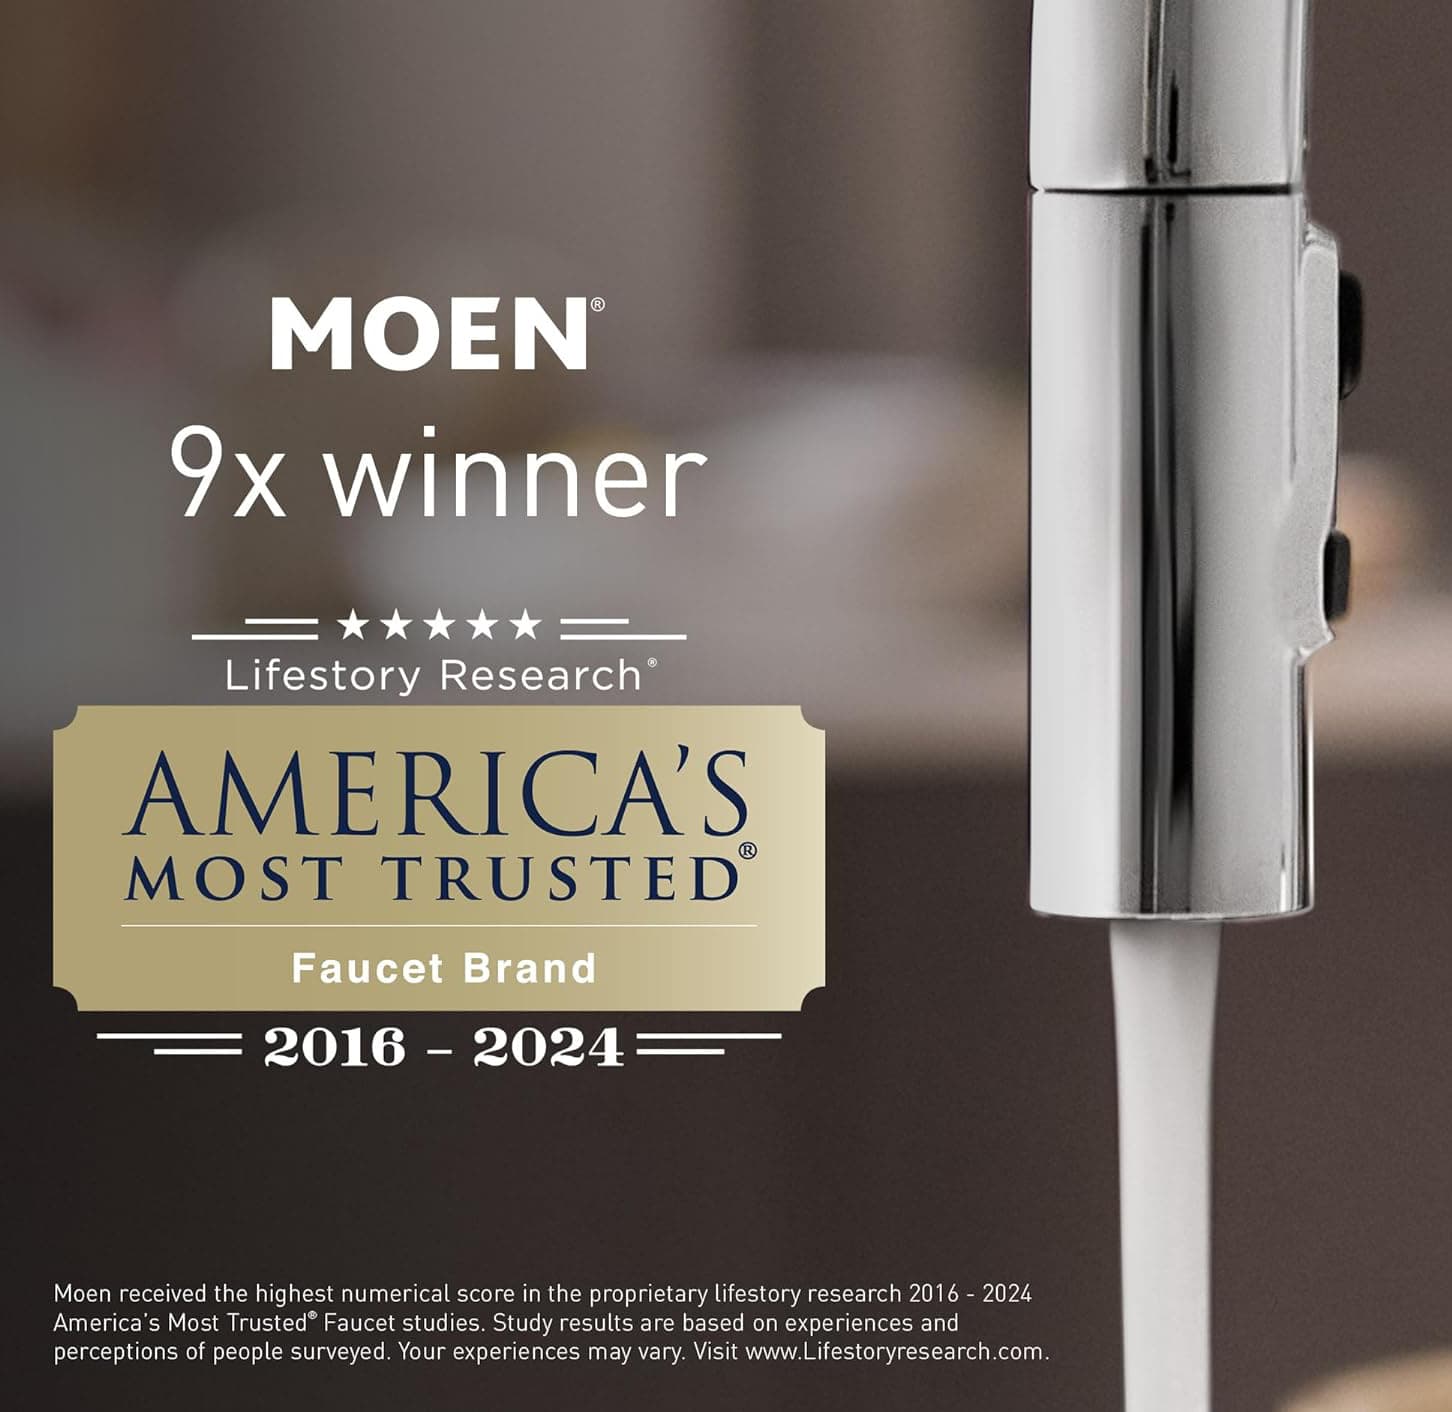 MOEN®
9x winner
★★★★★
Lifestory Research®
AMERICA'S
MOST TRUSTED®
Faucet Brand
2016 – 2024
Moen received the highest numerical score in the proprietary lifestory research 2016 - 2024
America's Most Trusted® Faucet studies. Study results are based on experiences and
perceptions of people surveyed. Your experiences may vary. Visit www.Lifestoryresearch.com.